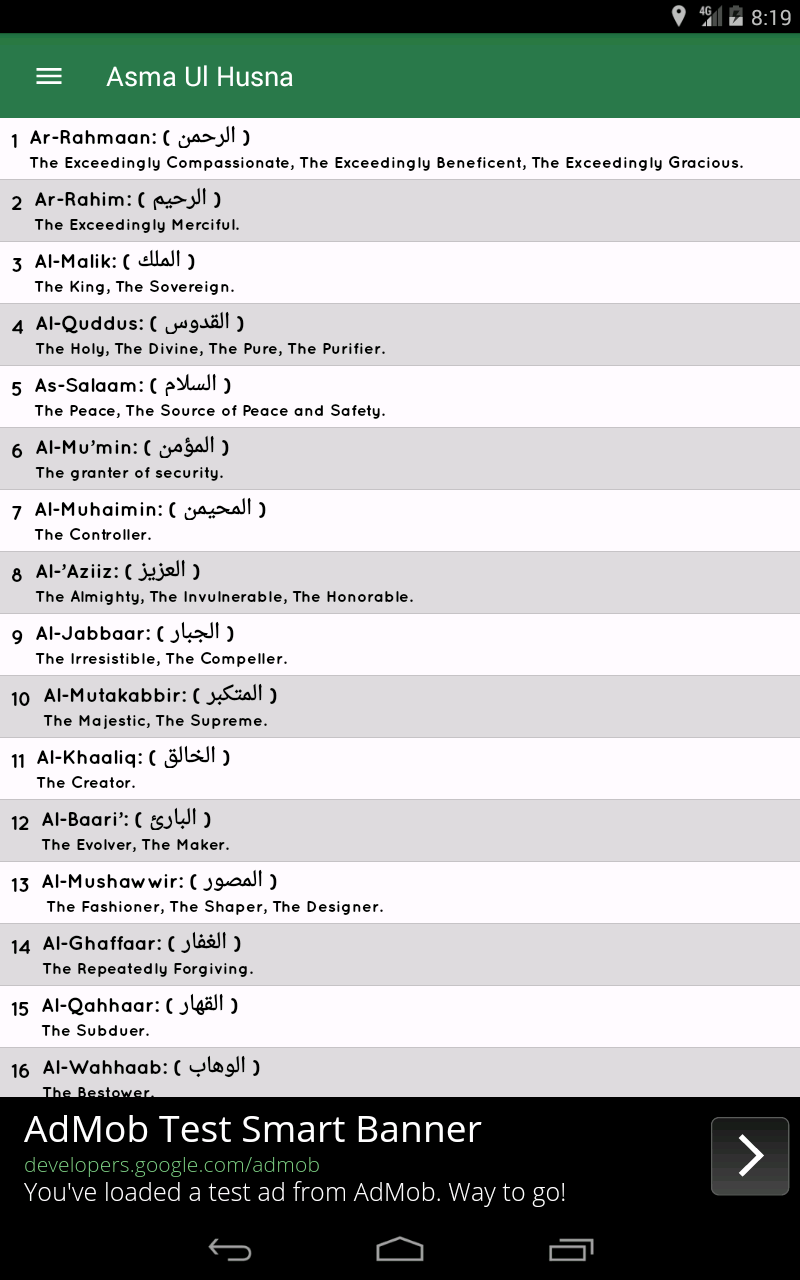 4G 8:19
Asma Ul Husna
1 Ar-Rahmaan: ( الرحمن )
The Exceedingly Compassionate, The Exceedingly Beneficent, The Exceedingly Gracious.
2 Ar-Rahim: ( الرحيم )
The Exceedingly Merciful.
3 Al-Malik: ( الملك )
The King, The Sovereign.
4 Al-Quddus: ( القدوس )
The Holy, The Divine, The Pure, The Purifier.
5 As-Salaam: ( السلام )
The Peace, The Source of Peace and Safety.
6 Al-Mu’min: ( المؤمن )
The granter of security.
7 Al-Muhaimin: ( المحيمن )
The Controller.
8 Al-’Aziiz: ( العزيز )
The Almighty, The Invulnerable, The Honorable.
9 Al-Jabbaar: ( الجبار )
The Irresistible, The Compeller.
10 Al-Mutakabbir: ( المتكبر )
The Majestic, The Supreme.
11 Al-Khaaliq: ( الخالق )
The Creator.
12 Al-Baari’: ( البارئ )
The Evolver, The Maker.
13 Al-Mushawwir: ( المصور )
The Fashioner, The Shaper, The Designer.
14 Al-Ghaffaar: ( الغفار )
The Repeatedly Forgiving.
15 Al-Qahhaar: ( القهار )
The Subduer.
16 Al-Wahhaab: ( الوهاب )
The Bestower.
AdMob Test Smart Banner
developers.google.com/admob
You've loaded a test ad from AdMob. Way to go!